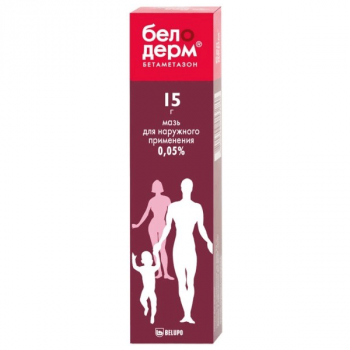 бело
дерм®
БЕТАМЕТАЗОН
15
г
мазь
для наружного
применения
0,05%
BELUPO